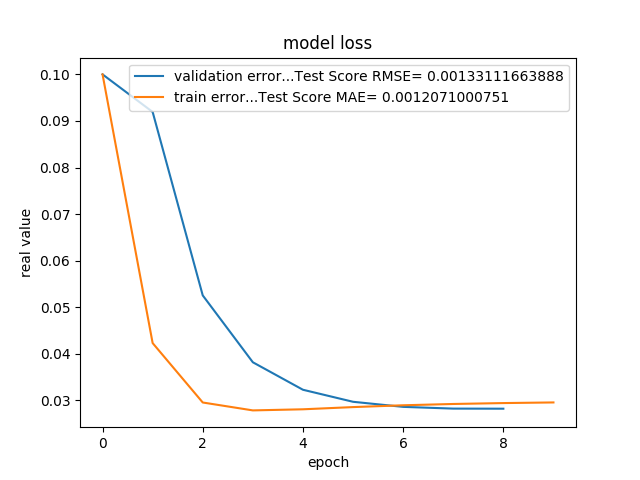 model loss
validation error...Test Score RMSE= 0.00133111663888
train error...Test Score MAE= 0.0012071000751
0.10
0.09
0.08
0.07
0.06
0.05
0.04
0.03
real value
0 2 4 6 8
epoch